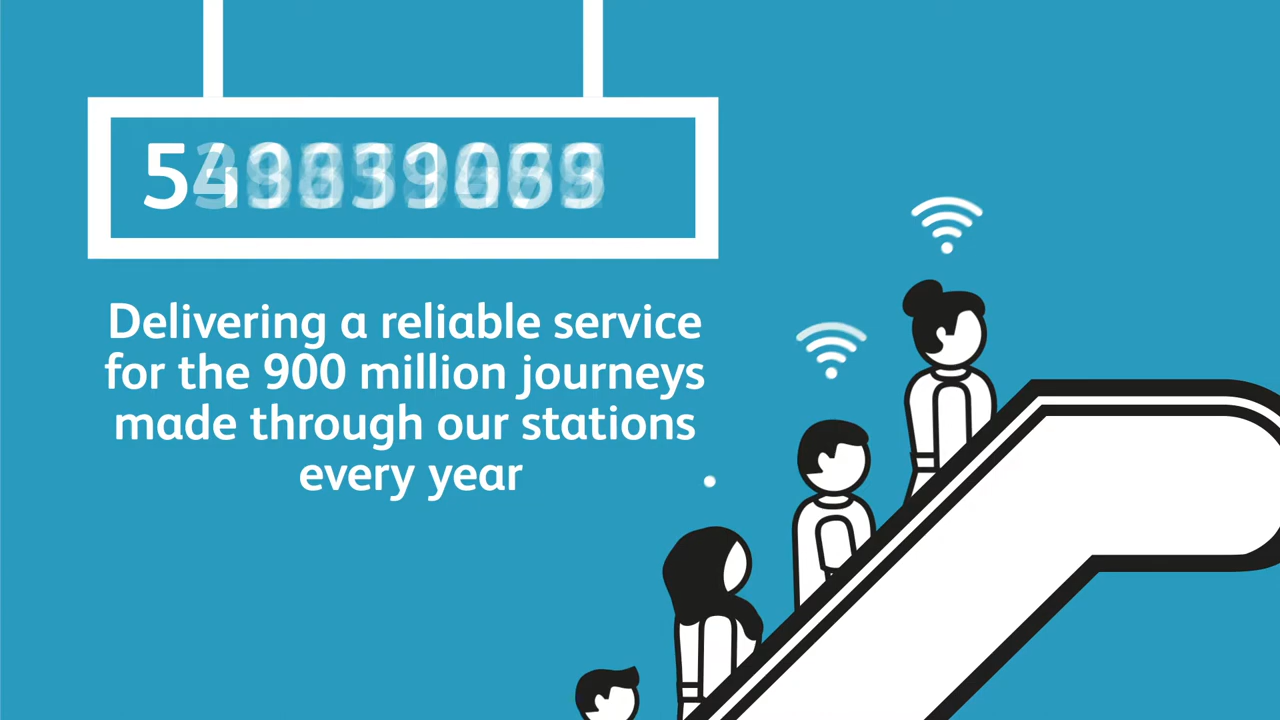 Delivering a reliable service
for the 900 million journeys
made through our stations
every year